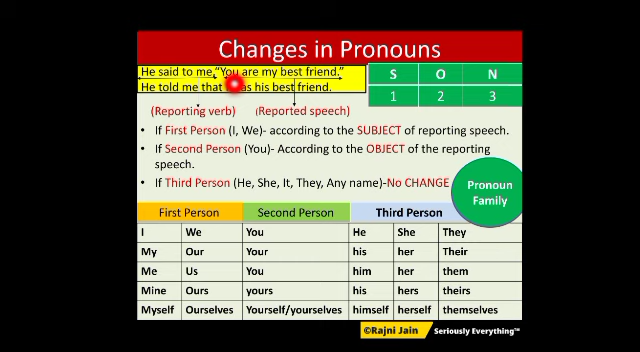 Changes in Pronouns
He said to me,"You are my best friend."
He told me that his best friend.
S O N
1 2 3
(Reporting verb) (Reported speech)
• If First Person (I, We)- according to the SUBJECT of reporting speech.
• If Second Person (You)- According to the OBJECT of the reporting
speech.
• If Third Person (He, She, It, They, Any name)-No CHANGE
Pronoun
Family
First Person Second Person Third Person
I We You He She They
My Our Your his her Their
Me Us You him her them
Mine Ours yours his hers theirs
Myself Ourselves Yourself/yourselves himself herself themselves
©Rajni Jain Seriously Everything™